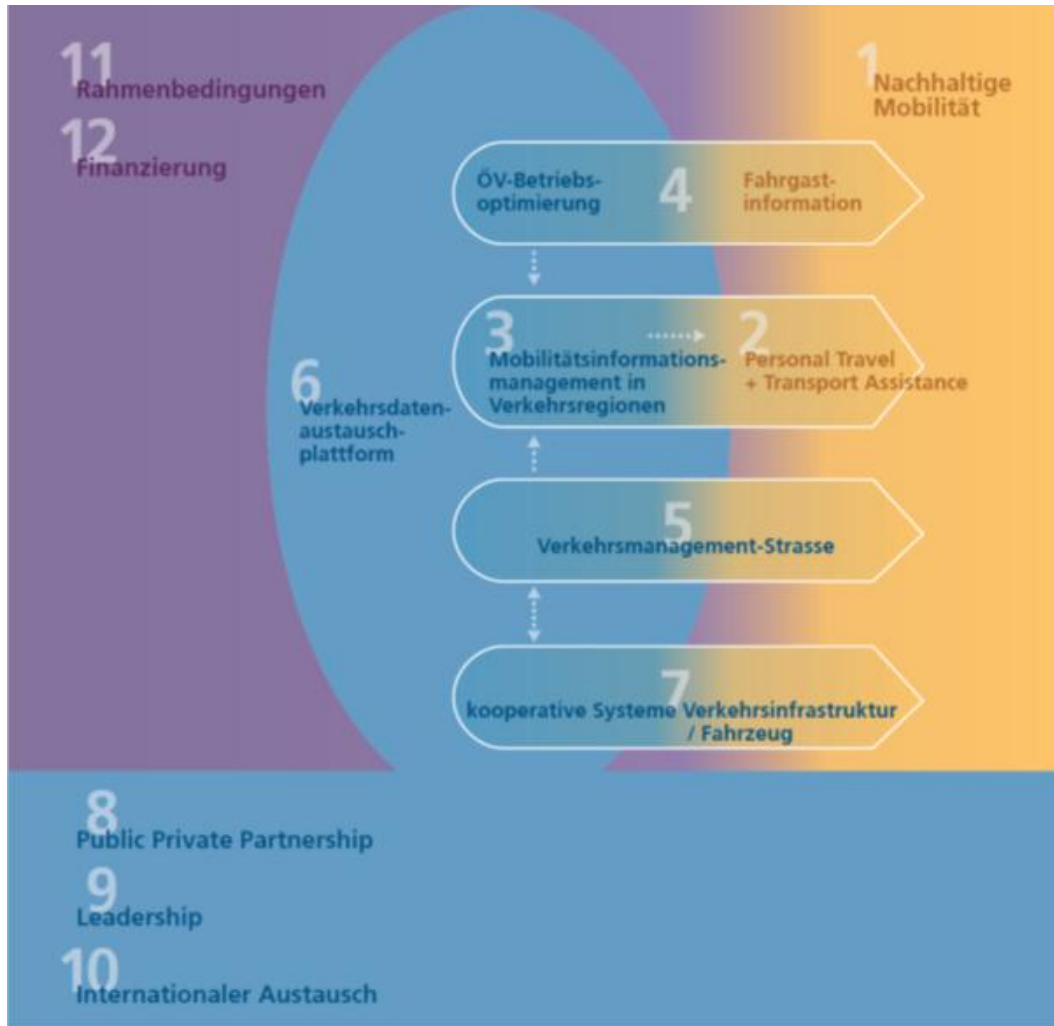 11
Rahmenbedingungen
12
Finanzierung
1
Nachhaltige
Mobilität
ÖV-Betriebs-
optimierung
4
Fahrgast-
information
3
Mobilitätsinformations-
management in
Verkehrsregionen
2
Personal Travel
+ Transport Assistance
6
Verkehrsdaten-
austausch-
plattform
5
Verkehrsmanagement-Strasse
7
kooperative Systeme Verkehrsinfrastruktur
/ Fahrzeug
8
Public Private Partnership
9
Leadership
10
Internationaler Austausch